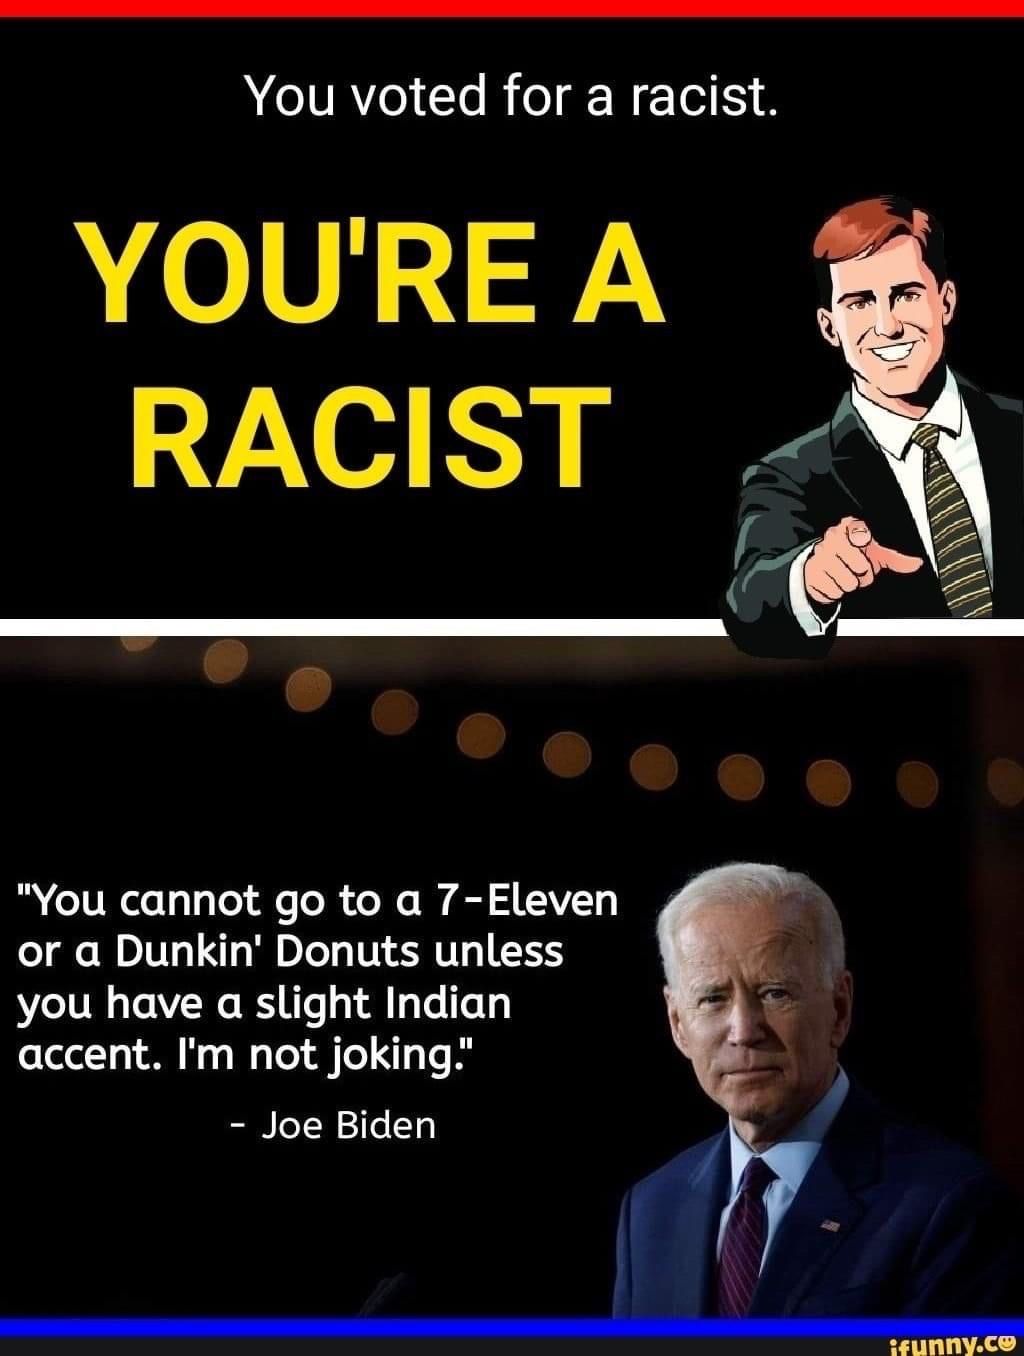 You voted for a racist.
YOU'RE A
RACIST
"You cannot go to a 7-Eleven
or a Dunkin' Donuts unless
you have a slight Indian
accent. I'm not joking."
- Joe Biden
ifunny.co